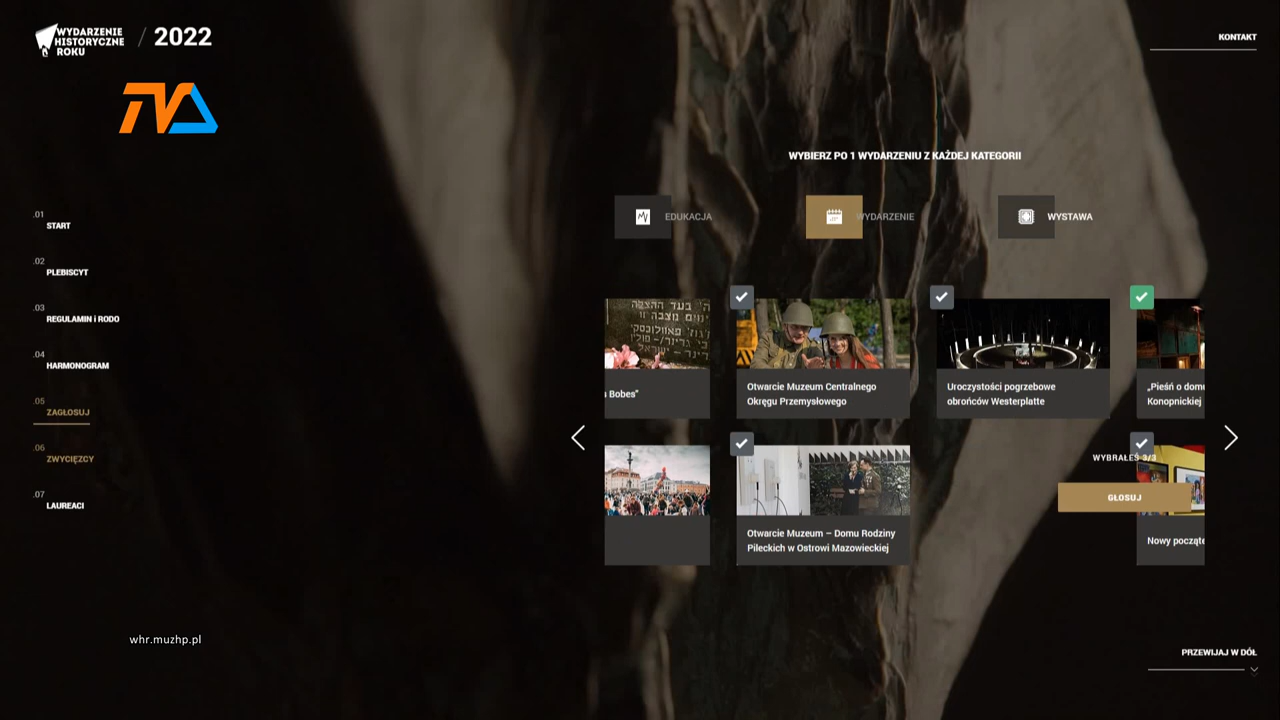 WYDARZENIE
HISTORYCZNE
ROKU
/ 2022
KONTAKT
TVA
WYBIERZ PO 1 WYDARZENIU Z KAŻDEJ KATEGORII
EDUKACJA
WYDARZENIE
WYSTAWA
.01
START
.02
PLEBISCYT
.03
REGULAMIN i RODO
.04
HARMONOGRAM
.05
ZAGŁOSUJ
.06
ZWYCIĘZCY
.07
LAUREACI
Bobes"
Otwarcie Muzeum Centralnego
Okręgu Przemysłowego
Uroczystości pogrzebowe
obrońców Westerplatte
„Pieśń o domu
Konopnickiej
WYBRAŁEŚ 3/3
GŁOSUJ
Otwarcie Muzeum – Domu Rodziny
Pileckich w Ostrowi Mazowieckiej
Nowy począte
whr.muzhp.pl
PRZEWIJAJ W DÓŁ